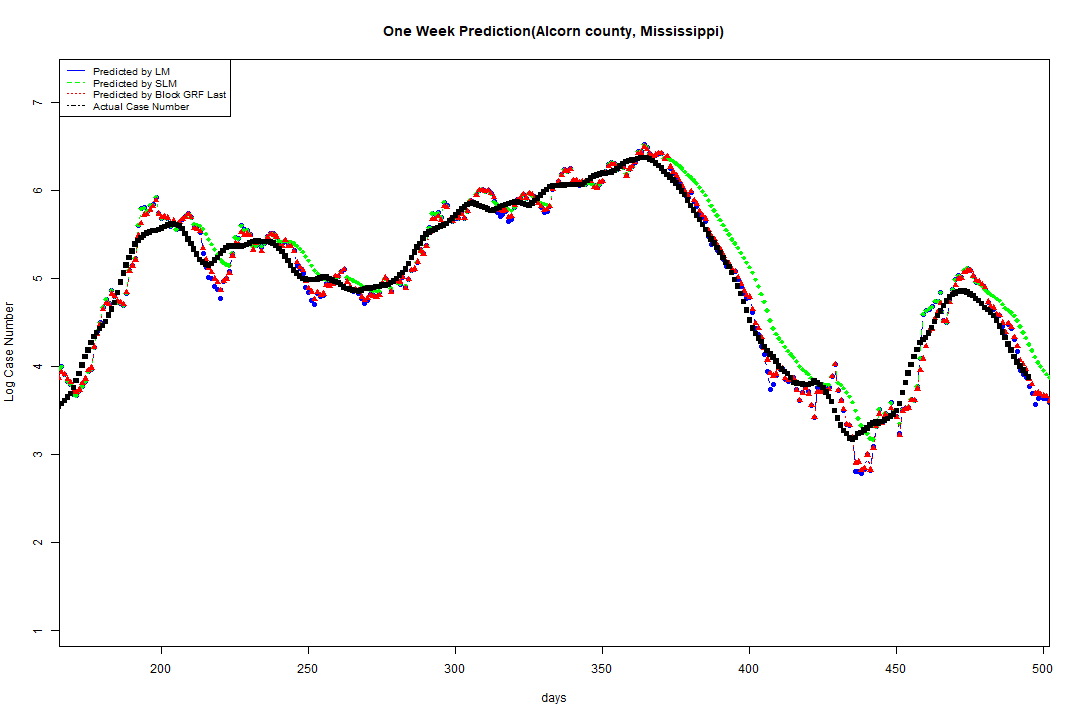 One Week Prediction(Alcorn county, Mississippi)
Predicted by LM
Predicted by SLM
Predicted by Block GRF Last
Actual Case Number
7
6
5
4
3
2
1
Log Case Number
200 250 300 350 400 450 500
days